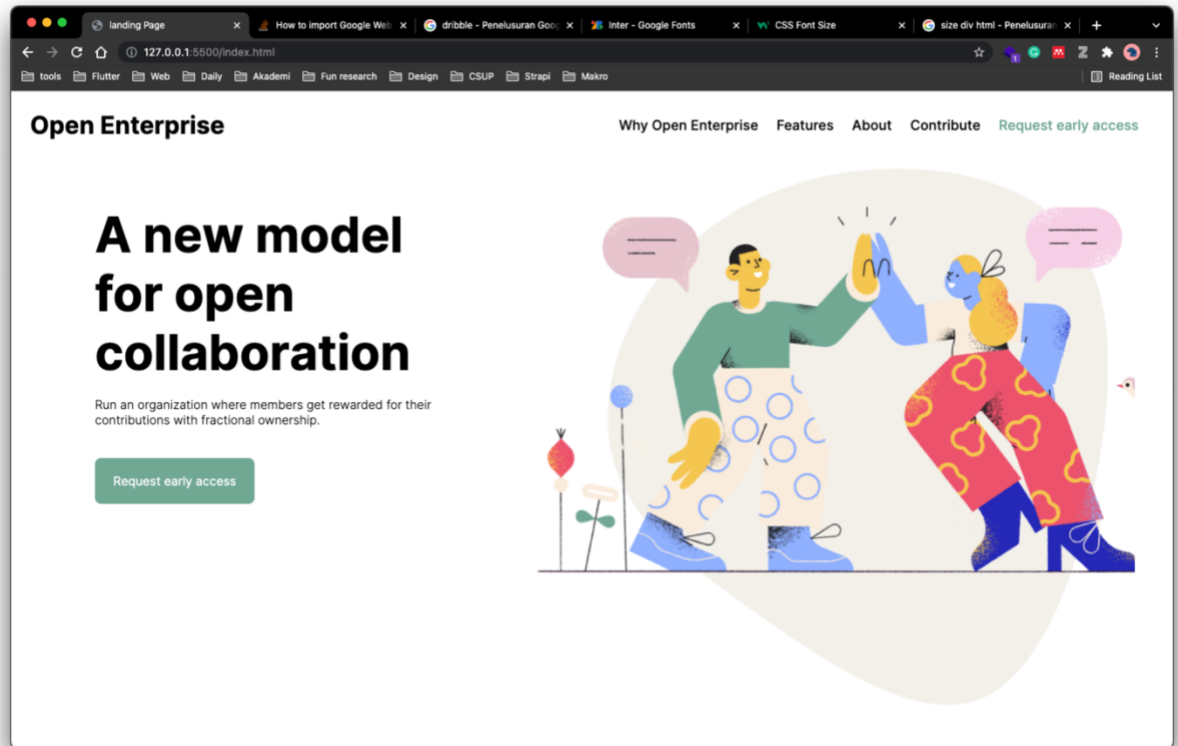 landing Page
How to import Google Web
dribble - Penelusuran Goo
Inter - Google Fonts
CSS Font Size
size div html - Penelusuran
127.0.0.1:5500/index.html
1
tools Flutter Web Daily Akademi Fun research Design CSUP Strapi Makro Reading List
Open Enterprise
Why Open Enterprise Features About Contribute Request early access
A new model
for open
collaboration
Run an organization where members get rewarded for their
contributions with fractional ownership.
Request early access